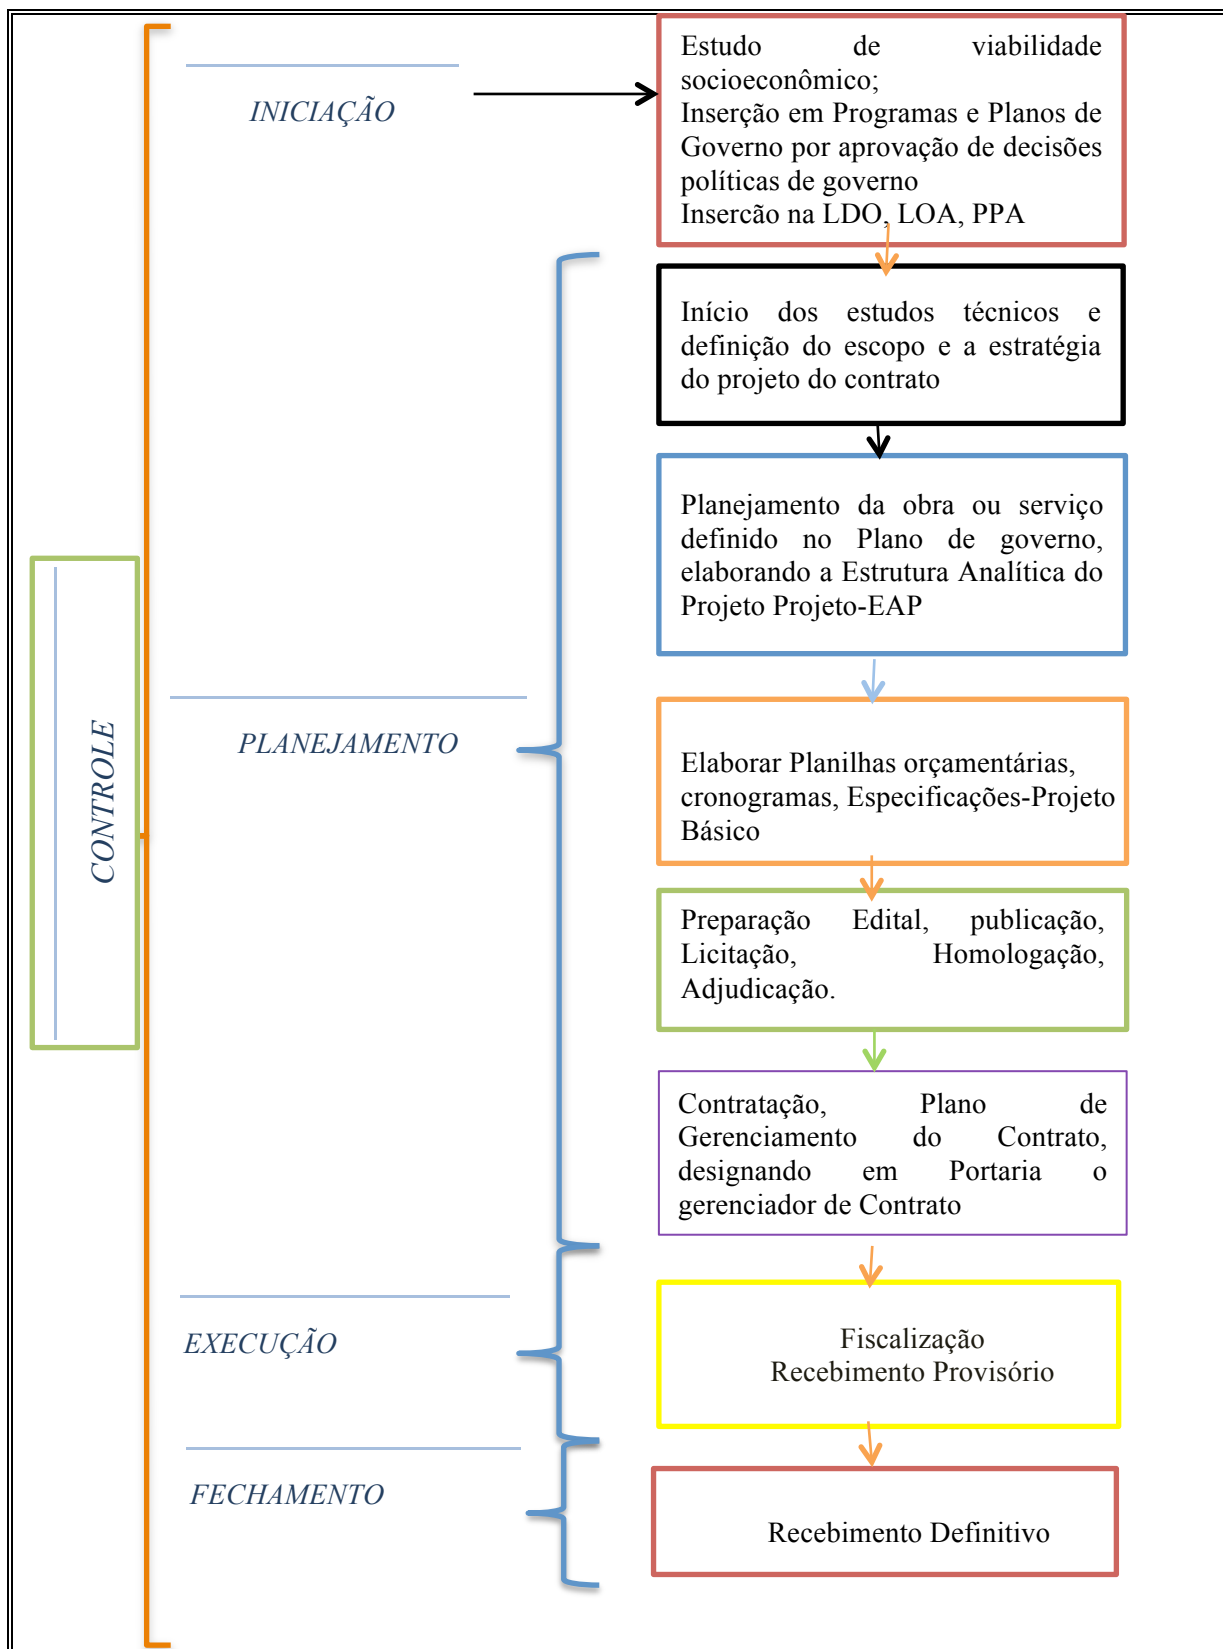 CONTROLE
INICIAÇÃO
Estudo de viabilidade
socioeconômico;
Inserção em Programas e Planos de
Governo por aprovação de decisões
políticas de governo
Insercão na LDO, LOA, PPA
PLANEJAMENTO
Início dos estudos técnicos e
definição do escopo e a estratégia
do projeto do contrato
Planejamento da obra ou serviço
definido no Plano de governo,
elaborando a Estrutura Analítica do
Projeto Projeto-EAP
Elaborar Planilhas orçamentárias,
cronogramas, Especificações-Projeto
Básico
Preparação Edital, publicação,
Licitação, Homologação,
Adjudicação.
Contratação, Plano de
Gerenciamento do Contrato,
designando em Portaria o
gerenciador de Contrato
EXECUÇÃO
Fiscalização
Recebimento Provisório
FECHAMENTO
Recebimento Definitivo